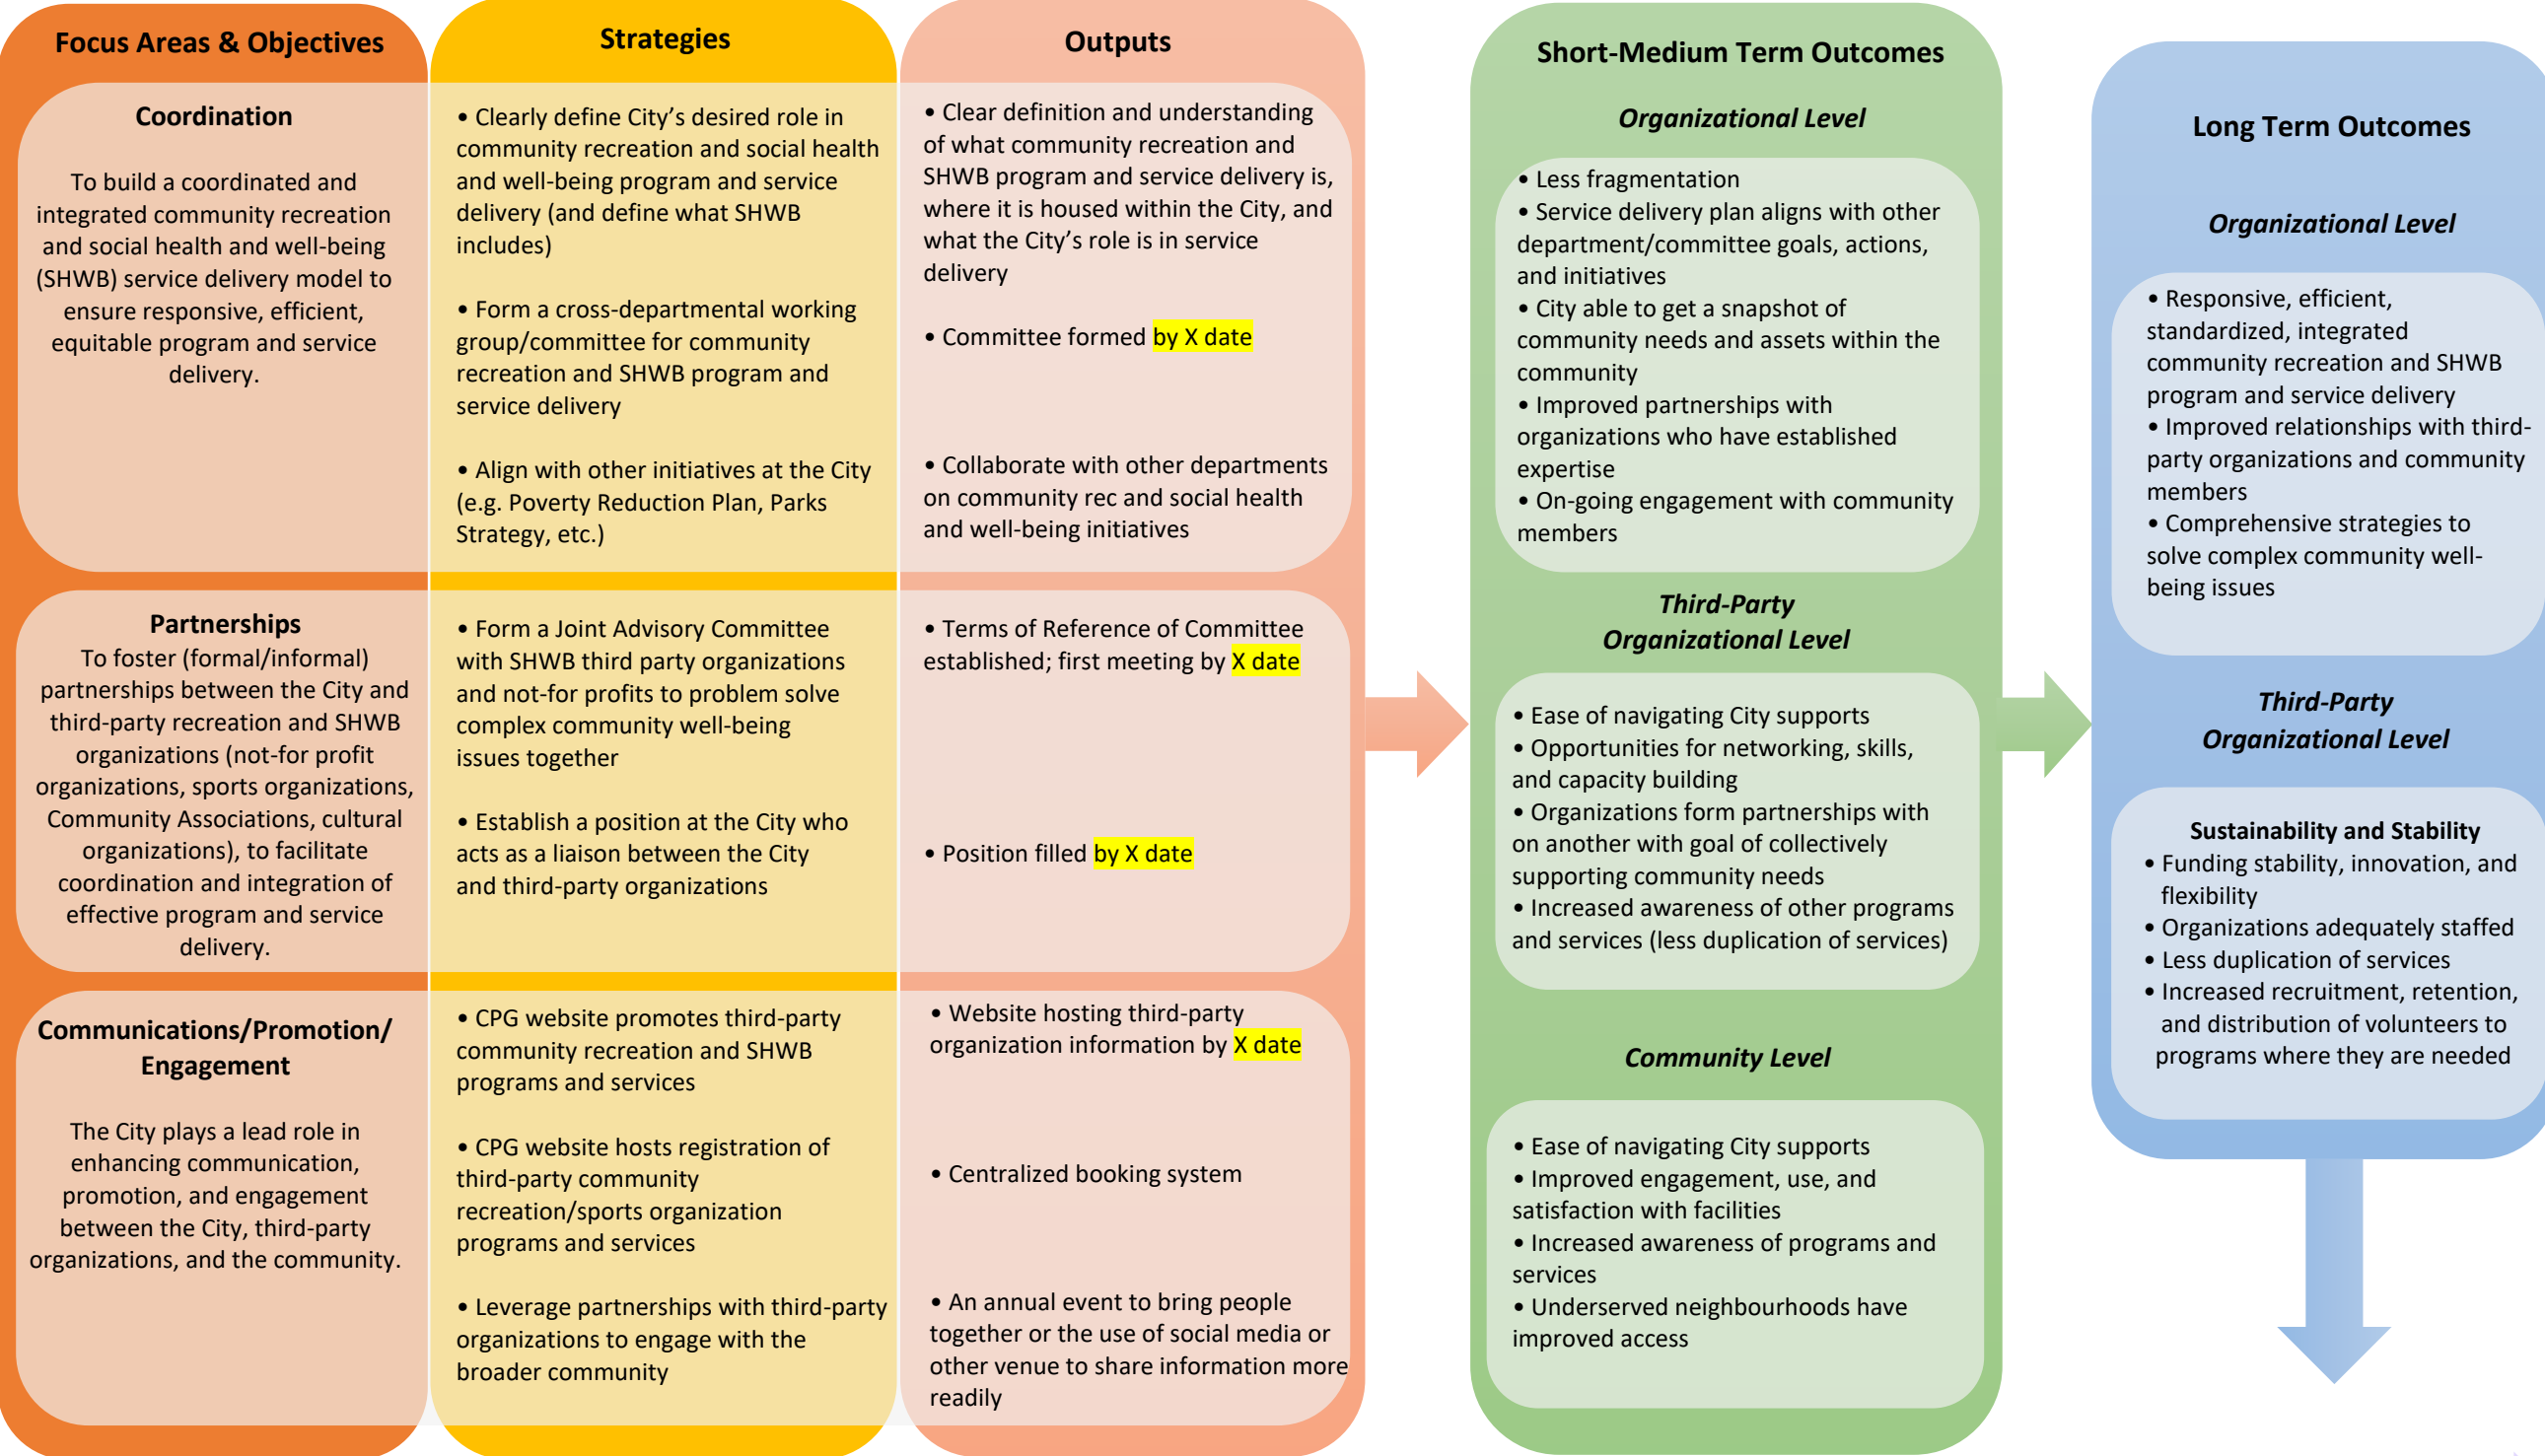 Focus Areas & Objectives
Coordination
To build a coordinated and
integrated community recreation
and social health and well-being
(SHWB) service delivery model to
ensure responsive, efficient,
equitable program and service
delivery.
Partnerships
To foster (formal/informal)
partnerships between the City and
third-party recreation and SHWB
organizations (not-for profit
organizations, sports organizations,
Community Associations, cultural
organizations), to facilitate
coordination and integration of
effective program and service
delivery.
Communications/Promotion/
Engagement
The City plays a lead role in
enhancing communication,
promotion, and engagement
between the City, third-party
organizations, and the community.
Strategies
• Clearly define City’s desired role in
community recreation and social health
and well-being program and service
delivery (and define what SHWB
includes)
• Form a cross-departmental working
group/committee for community
recreation and SHWB program and
service delivery
• Align with other initiatives at the City
(e.g. Poverty Reduction Plan, Parks
Strategy, etc.)
• Form a Joint Advisory Committee
with SHWB third party organizations
and not-for profits to problem solve
complex community well-being
issues together
• Establish a position at the City who
acts as a liaison between the City
and third-party organizations
• CPG website promotes third-party
community recreation and SHWB
programs and services
• CPG website hosts registration of
third-party community
recreation/sports organization
programs and services
• Leverage partnerships with third-party
organizations to engage with the
broader community
Outputs
• Clear definition and understanding
of what community recreation and
SHWB program and service delivery is,
where it is housed within the City, and
what the City’s role is in service
delivery
• Committee formed by X date
• Collaborate with other departments
on community rec and social health
and well-being initiatives
• Terms of Reference of Committee
established; first meeting by X date
• Position filled by X date
• Website hosting third-party
organization information by X date
• Centralized booking system
• An annual event to bring people
together or the use of social media or
other venue to share information more
readily
Short-Medium Term Outcomes
Organizational Level
• Less fragmentation
• Service delivery plan aligns with other
department/committee goals, actions,
and initiatives
• City able to get a snapshot of
community needs and assets within the
community
• Improved partnerships with
organizations who have established
expertise
• On-going engagement with community
members
Third-Party
Organizational Level
• Ease of navigating City supports
• Opportunities for networking, skills,
and capacity building
• Organizations form partnerships with
on another with goal of collectively
supporting community needs
• Increased awareness of other programs
and services (less duplication of services)
Community Level
• Ease of navigating City supports
• Improved engagement, use, and
satisfaction with facilities
• Increased awareness of programs and
services
• Underserved neighbourhoods have
improved access
Long Term Outcomes
Organizational Level
• Responsive, efficient,
standardized, integrated
community recreation and SHWB
program and service delivery
• Improved relationships with third-
party organizations and community
members
• Comprehensive strategies to
solve complex community well-
being issues
Third-Party
Organizational Level
Sustainability and Stability
• Funding stability, innovation, and
flexibility
• Organizations adequately staffed
• Less duplication of services
• Increased recruitment, retention,
and distribution of volunteers to
programs where they are needed